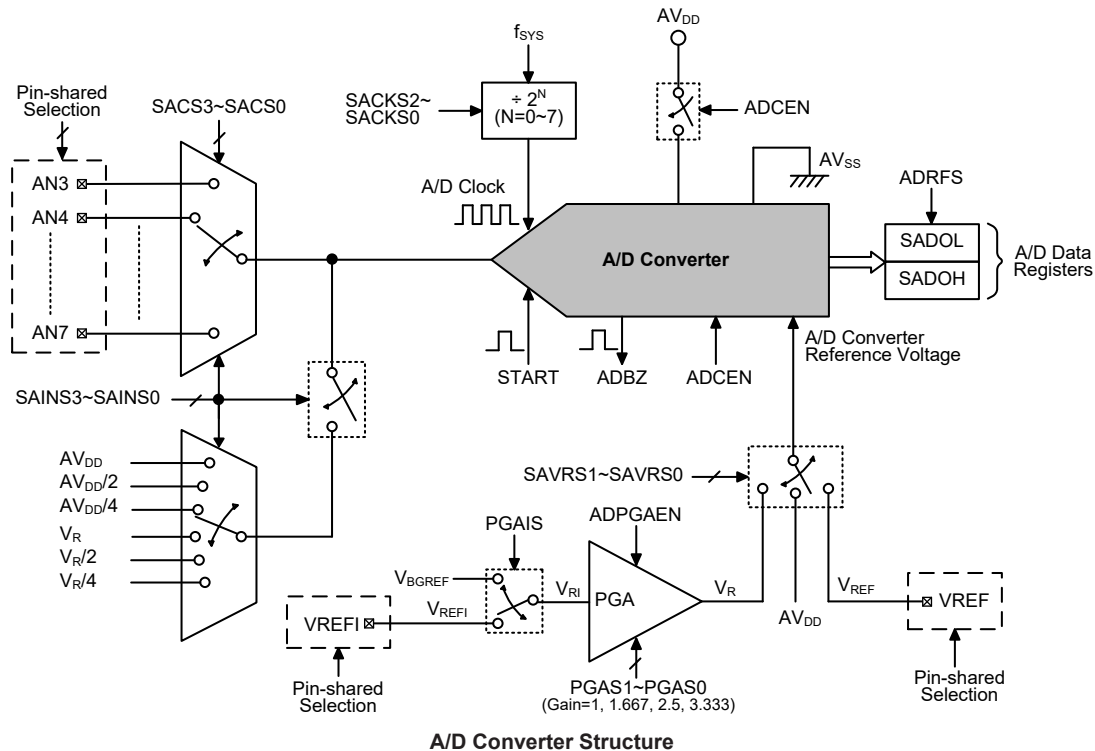 AV_DD
f_SYS
Pin-shared
Selection
SACS3~SACS0
SACKS2~
SACKS0
÷ 2^N
(N=0~7)
ADCEN
AV_SS
A/D Clock
ADRFS
AN3
AN4
AN7
A/D Converter
SADOL
SADOH
A/D Data
Registers
START
ADBZ
ADCEN
A/D Converter
Reference Voltage
SAINS3~SAINS0
AV_DD
AV_DD/2
AV_DD/4
V_R
V_R/2
V_R/4
SAVRS1~SAVRS0
PGAIS
ADPGAEN
V_BGREF
V_RI
PGA
V_R
V_REF
VREF
VREFI
V_REFI
AV_DD
Pin-shared
Selection
PGAS1~PGAS0
(Gain=1, 1.667, 2.5, 3.333)
Pin-shared
Selection
A/D Converter Structure